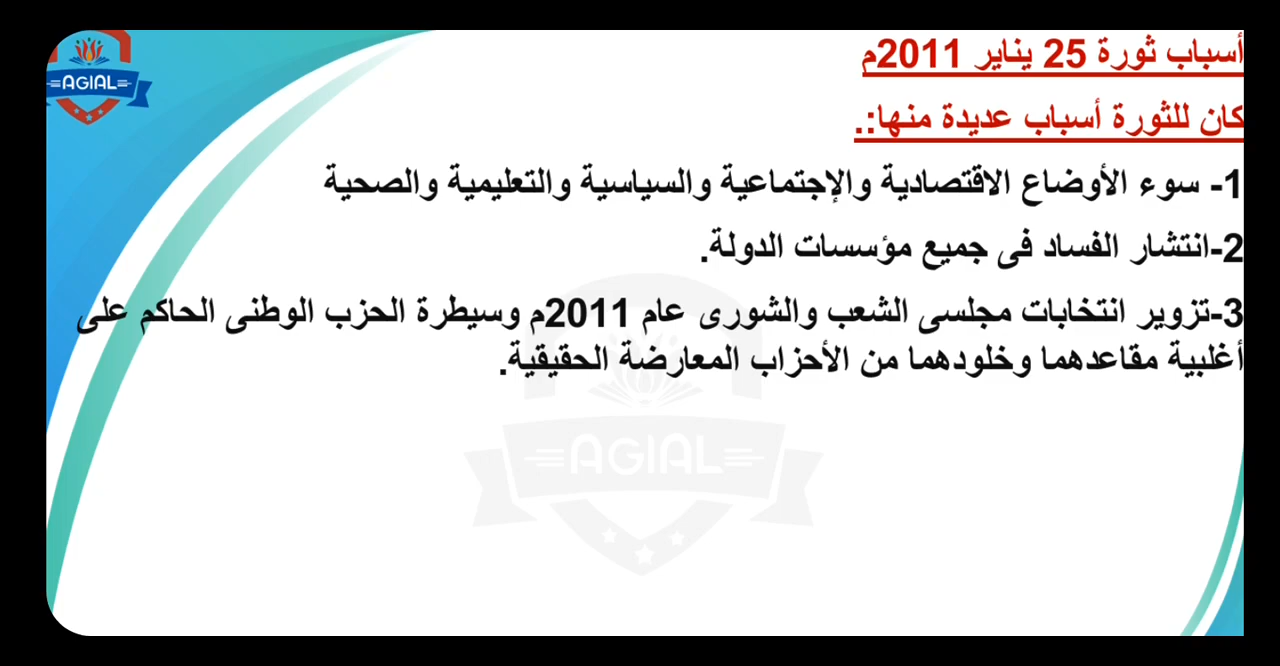 AGIAL
أسباب ثورة 25 يناير 2011م
كان للثورة أسباب عديدة منها:.
1- سوء الأوضاع الاقتصادية والإجتماعية والسياسية والتعليمية والصحية
2-انتشار الفساد فى جميع مؤسسات الدولة.
3-تزوير انتخابات مجلسى الشعب والشورى عام 2011م وسيطرة الحزب الوطنى الحاكم على
أغلبية مقاعدهما وخلودهما من الأحزاب المعارضة الحقيقية.
AGIAL